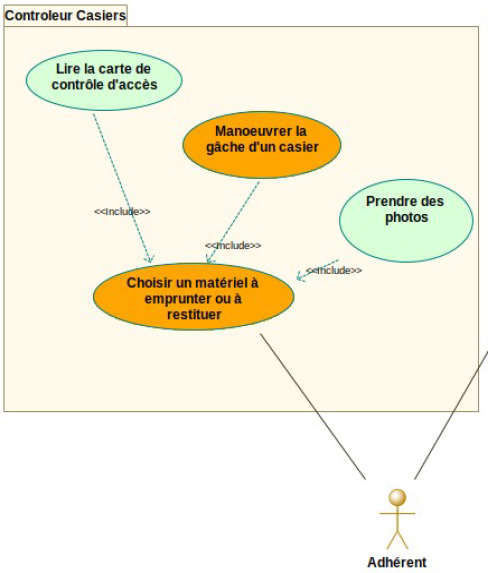 Controleur Casiers
Lire la carte de
contrôle d'accès
Manoeuvrer la
gâche d'un casier
Prendre des
photos
<<Include>>
<<Include>>
<<Include>>
Choisir un matériel à
emprunter ou à
restituer
Adhérent